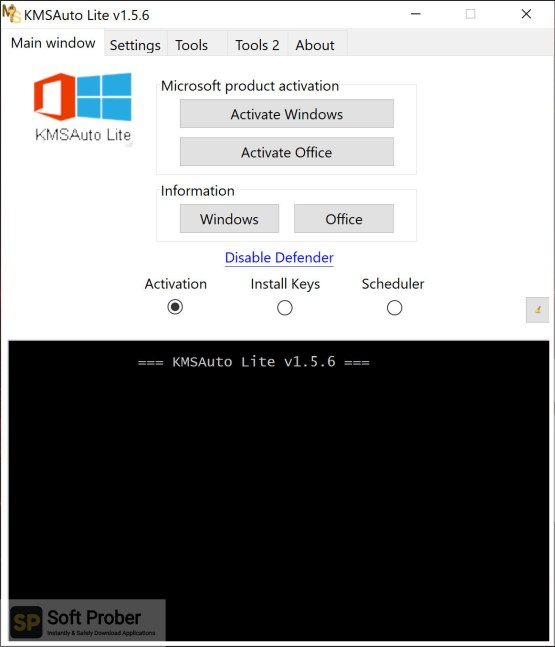 KMSAuto Lite v1.5.6
Main window Settings Tools Tools 2 About
KMSAuto Lite
Microsoft product activation
Activate Windows
Activate Office
Information
Windows Office
Disable Defender
Activation Install Keys Scheduler
=== KMSAuto Lite v1.5.6 ===
SP Soft Prober
Instantly & Safely Download Applications